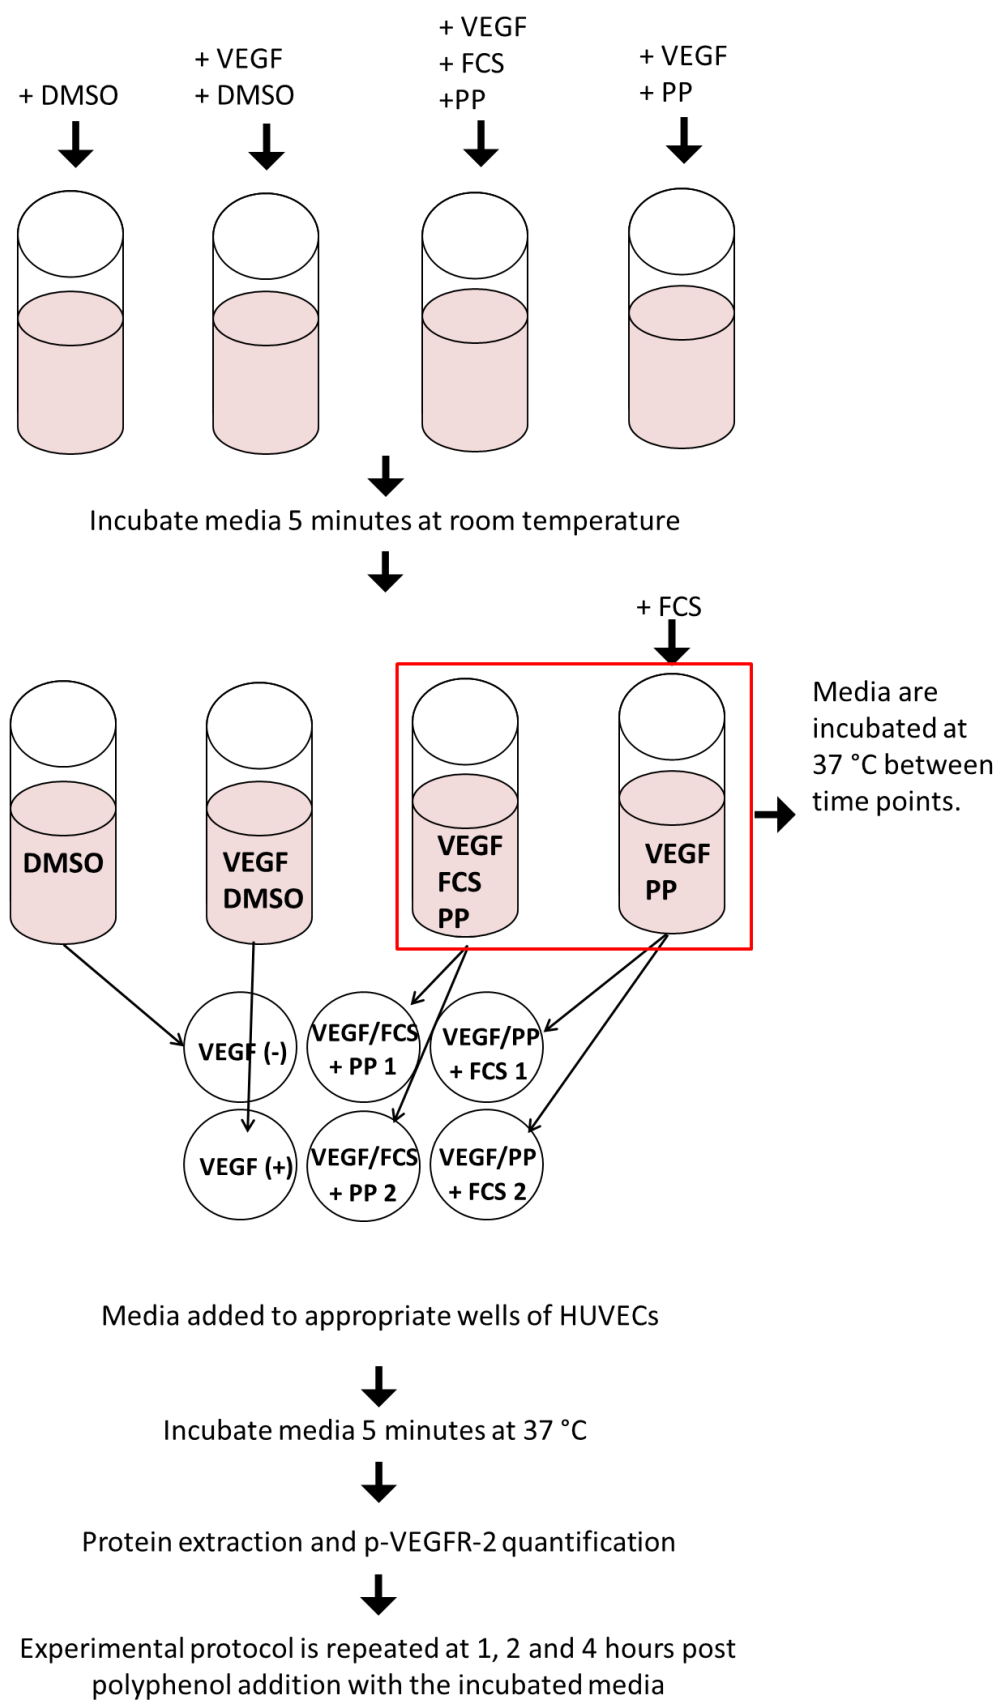 + DMSO
+ VEGF
+ DMSO
+ VEGF
+ FCS
+PP
+ VEGF
+ PP
Incubate media 5 minutes at room temperature
+ FCS
DMSO
VEGF
DMSO
VEGF
FCS
PP
VEGF
PP
Media are
incubated at
37 °C between
time points.
VEGF (-)
VEGF/FCS
+ PP 1
VEGF/PP
+ FCS 1
VEGF (+)
VEGF/FCS
+ PP 2
VEGF/PP
+ FCS 2
Media added to appropriate wells of HUVECs
Incubate media 5 minutes at 37 °C
Protein extraction and p-VEGFR-2 quantification
Experimental protocol is repeated at 1, 2 and 4 hours post
polyphenol addition with the incubated media